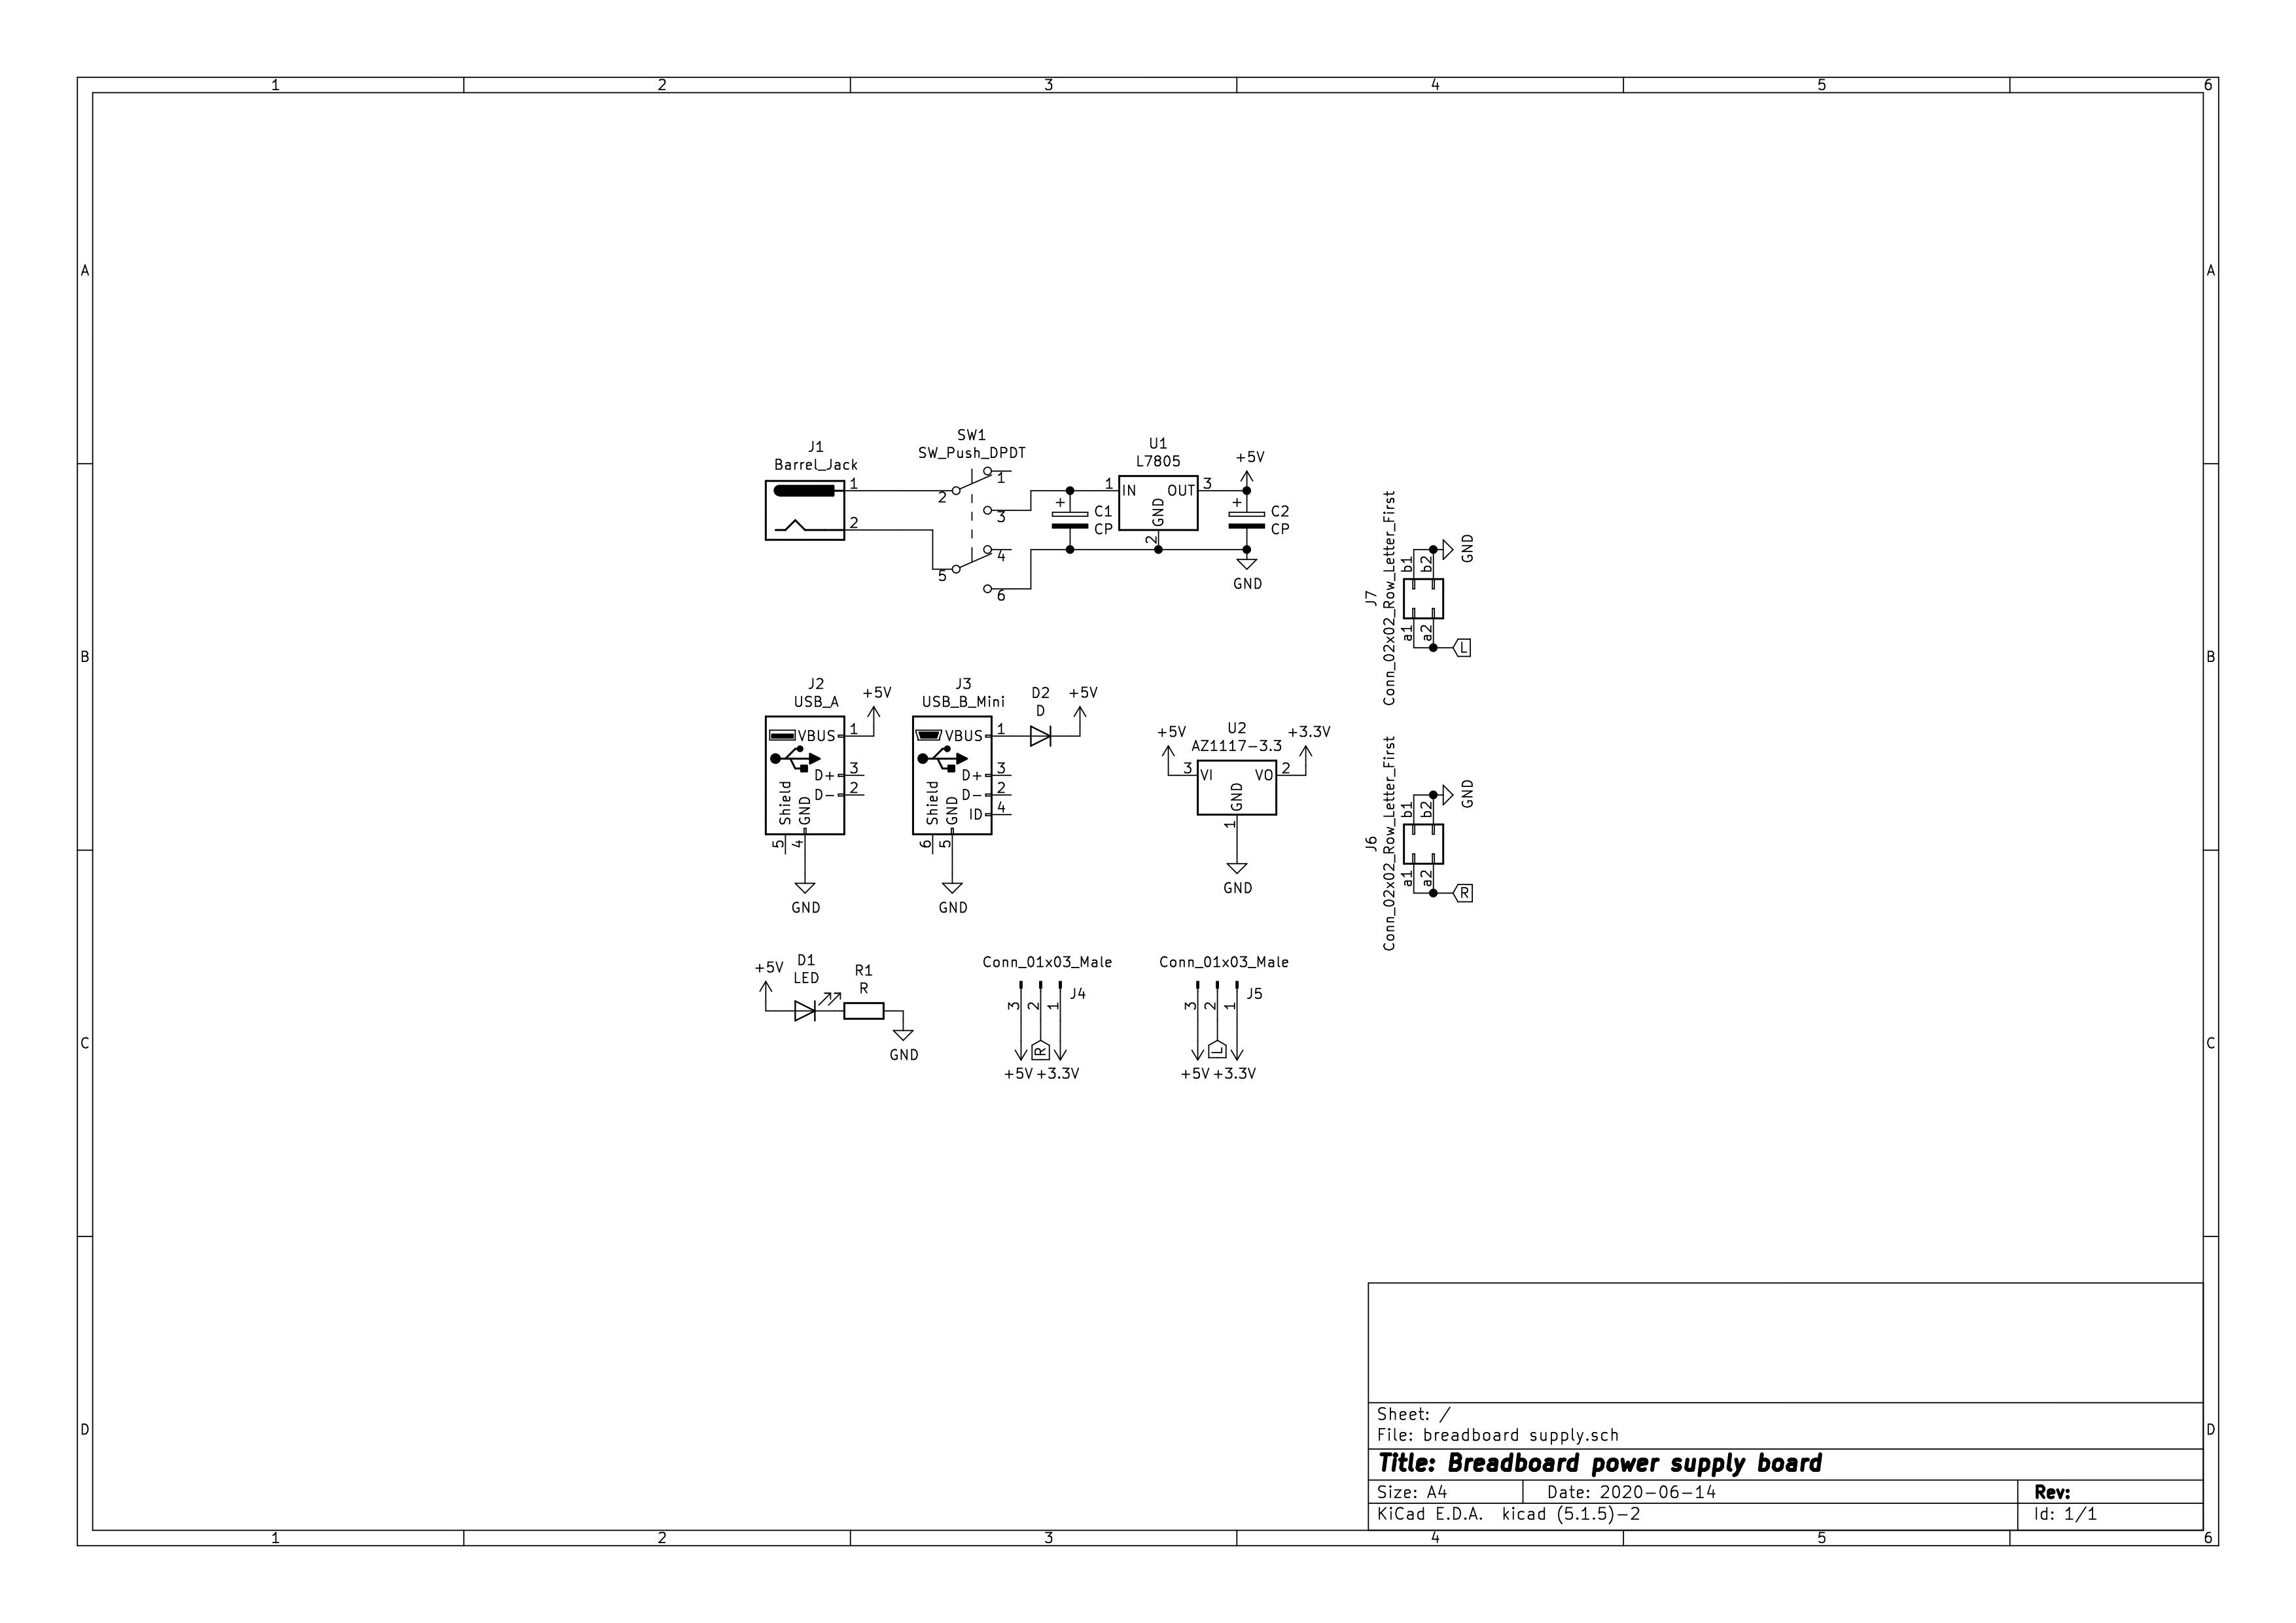 1 2 3 4 5 6
A A
B B
C C
D D
1 2 3 4 5 6
J1
Barrel_Jack
1
2
SW1
SW_Push_DPDT
1
2
3
4
5
6
C1
CP
+
U1
L7805
1 IN OUT 3
GND
2
+5V
+
C2
CP
GND
J7
Conn_02x02_Row_Letter_First
b1 b2
GND
a1 a2
L
J2
USB_A
+5V
VBUS 1
D+ 3
D- 2
Shield GND
5 4
GND
J3
USB_B_Mini
VBUS 1
D+ 3
D- 2
ID 4
Shield GND
6 5
GND
D2
D
+5V
U2
AZ1117-3.3
+5V
+3.3V
3 VI VO 2
GND
1
GND
J6
Conn_02x02_Row_Letter_First
b1 b2
GND
a1 a2
R
+5V
D1
LED
R1
R
GND
Conn_01x03_Male
J4
3 2 1
R
+5V +3.3V
Conn_01x03_Male
J5
3 2 1
L
+5V +3.3V
Sheet: /
File: breadboard supply.sch
Title: Breadboard power supply board
Size: A4 Date: 2020-06-14 Rev:
KiCad E.D.A. kicad (5.1.5)-2 Id: 1/1